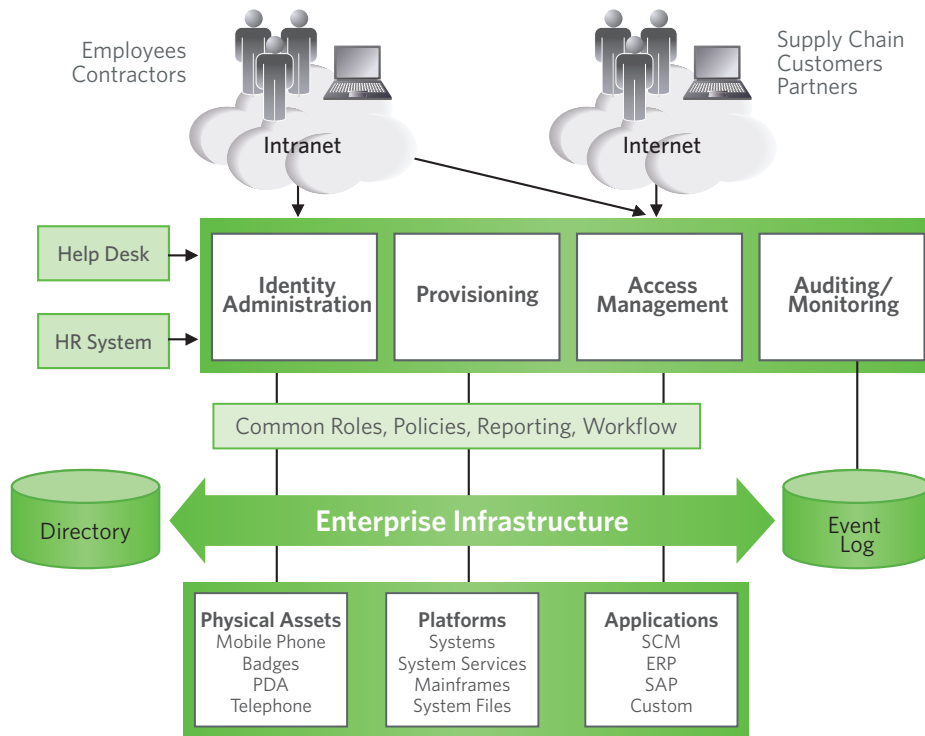 Employees
Contractors
Supply Chain
Customers
Partners
Intranet
Internet
Help Desk
HR System
Identity
Administration
Provisioning
Access
Management
Auditing/
Monitoring
Common Roles, Policies, Reporting, Workflow
Directory
Enterprise Infrastructure
Event
Log
Physical Assets
Mobile Phone
Badges
PDA
Telephone
Platforms
Systems
System Services
Mainframes
System Files
Applications
SCM
ERP
SAP
Custom